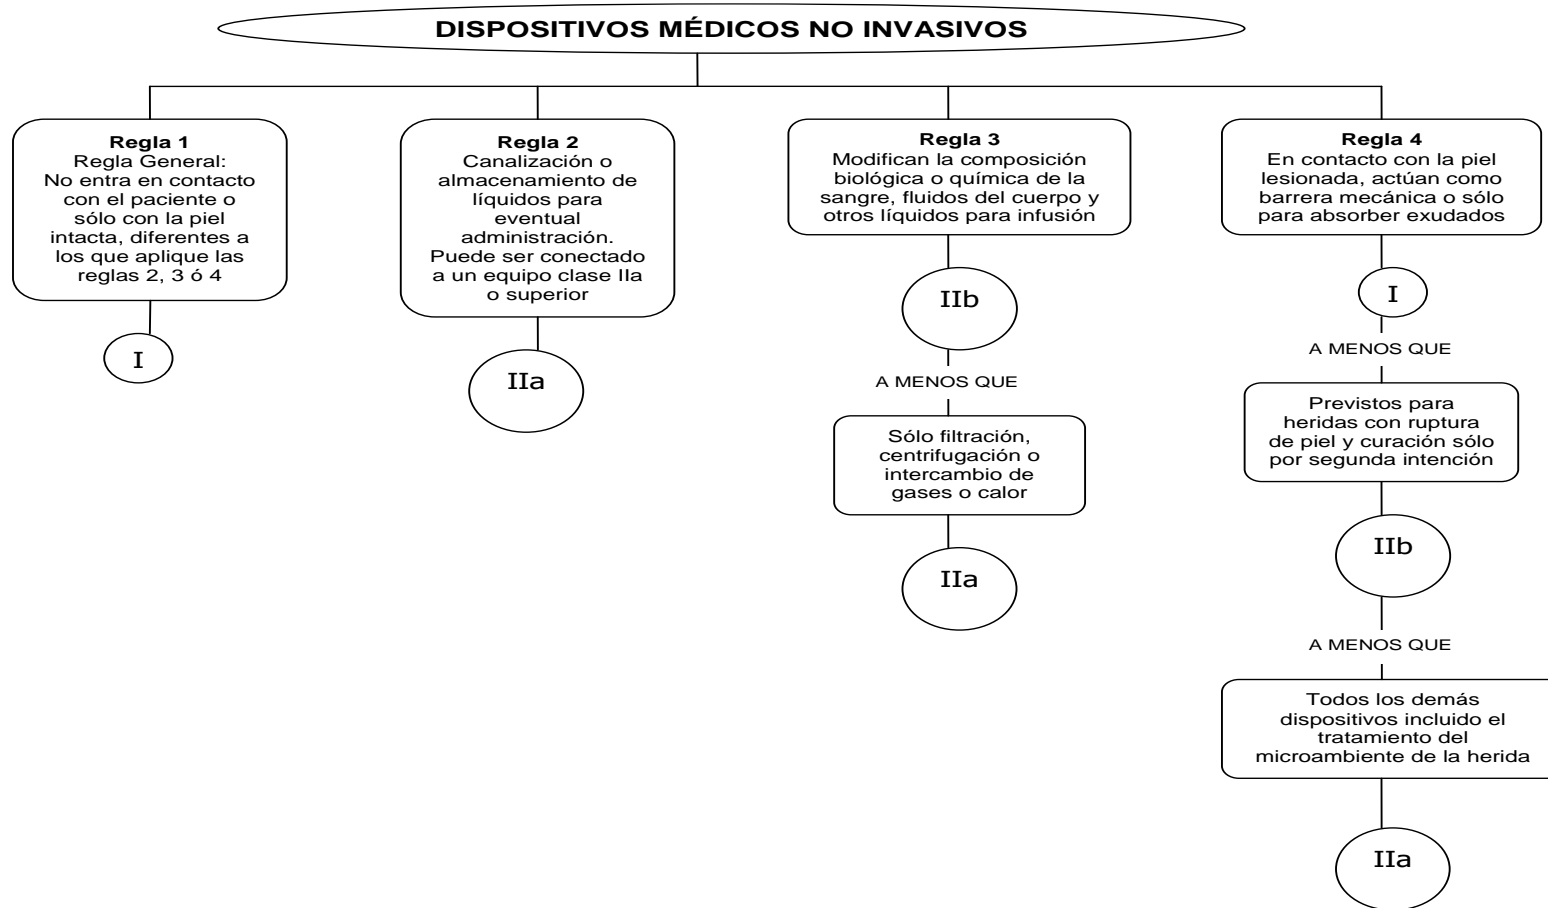 DISPOSITIVOS MÉDICOS NO INVASIVOS
Regla 1
Regla General:
No entra en contacto
con el paciente o
sólo con la piel
intacta, diferentes a
los que aplique las
reglas 2, 3 ó 4
I
Regla 2
Canalización o
almacenamiento de
líquidos para
eventual
administración.
Puede ser conectado
a un equipo clase IIa
o superior
IIa
Regla 3
Modifican la composición
biológica o química de la
sangre, fluidos del cuerpo y
otros líquidos para infusión
IIb
A MENOS QUE
Sólo filtración,
centrifugación o
intercambio de
gases o calor
IIa
Regla 4
En contacto con la piel
lesionada, actúan como
barrera mecánica o sólo
para absorber exudados
I
A MENOS QUE
Previstos para
heridas con ruptura
de piel y curación sólo
por segunda intención
IIb
A MENOS QUE
Todos los demás
dispositivos incluido el
tratamiento del
microambiente de la herida
IIa